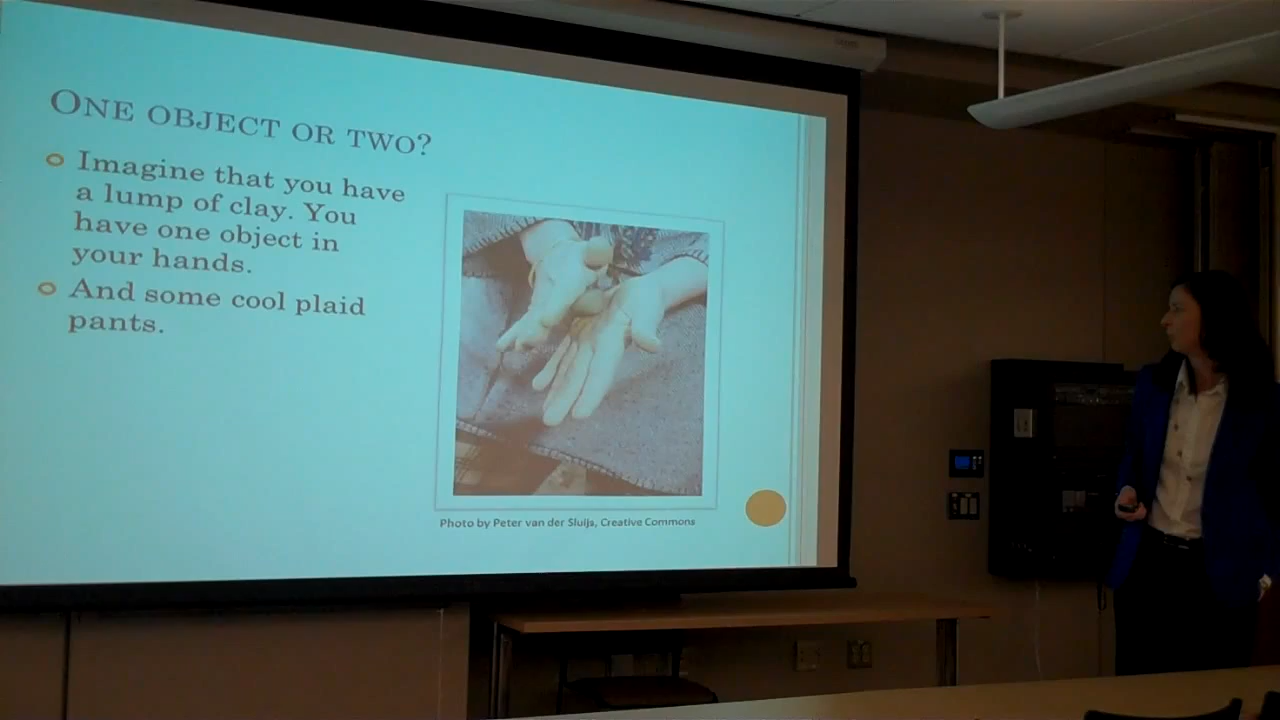 ONE OBJECT OR TWO?
Imagine that you have
a lump of clay. You
have one object in
your hands.
And some cool plaid
pants.
Photo by Peter van der Sluijs, Creative Commons